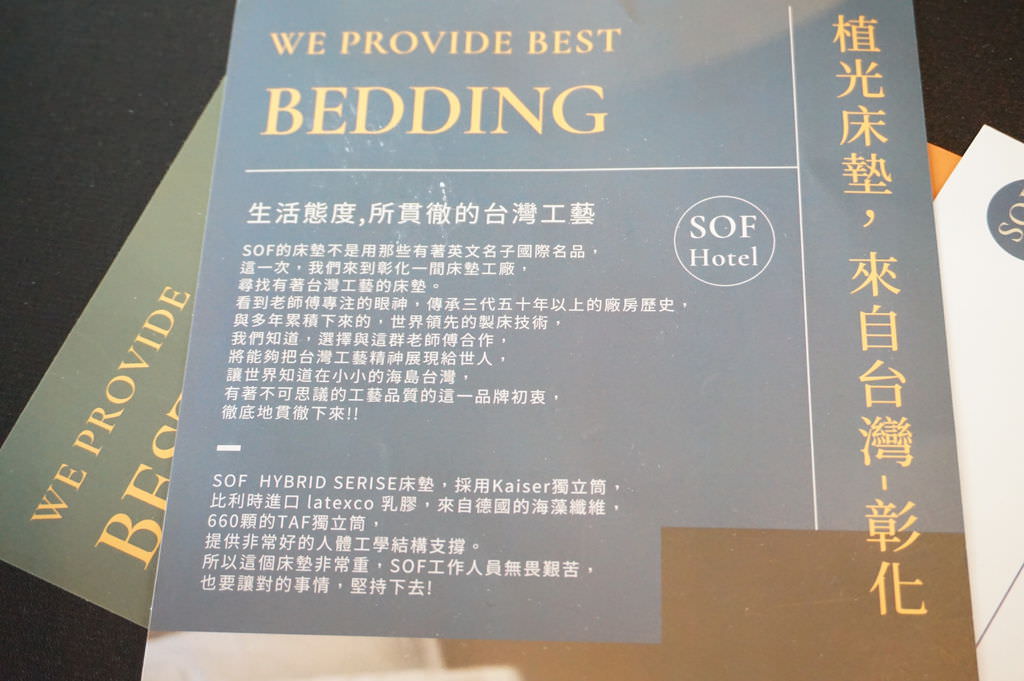 WE PROVIDE BEST
BEDDING
植光床墊，來自台灣-彰化
生活態度,所貫徹的台灣工藝
SOF
Hotel
SOF的床墊不是用那些有著英文名子國際名品，
這一次，我們來到彰化一間床墊工廠，
尋找有著台灣工藝的床墊。
看到老師傅專注的眼神，傳承三代五十年以上的廠房歷史，
與多年累積下來的，世界領先的製床技術，
我們知道，選擇與這群老師傅合作，
將能夠把台灣工藝精神展現給世人，
讓世界知道在小小的海島台灣，
有著不可思議的工藝品質的這一品牌初衷，
徹底地貫徹下來!!
SOF HYBRID SERISE床墊，採用Kaiser獨立筒，
比利時進口 latexco 乳膠，來自德國的海藻纖維，
660顆的TAF獨立筒，
提供非常好的人體工學結構支撐。
所以這個床墊非常重，SOF工作人員無畏艱苦，
也要讓對的事情，堅持下去!
WE PROVIDE